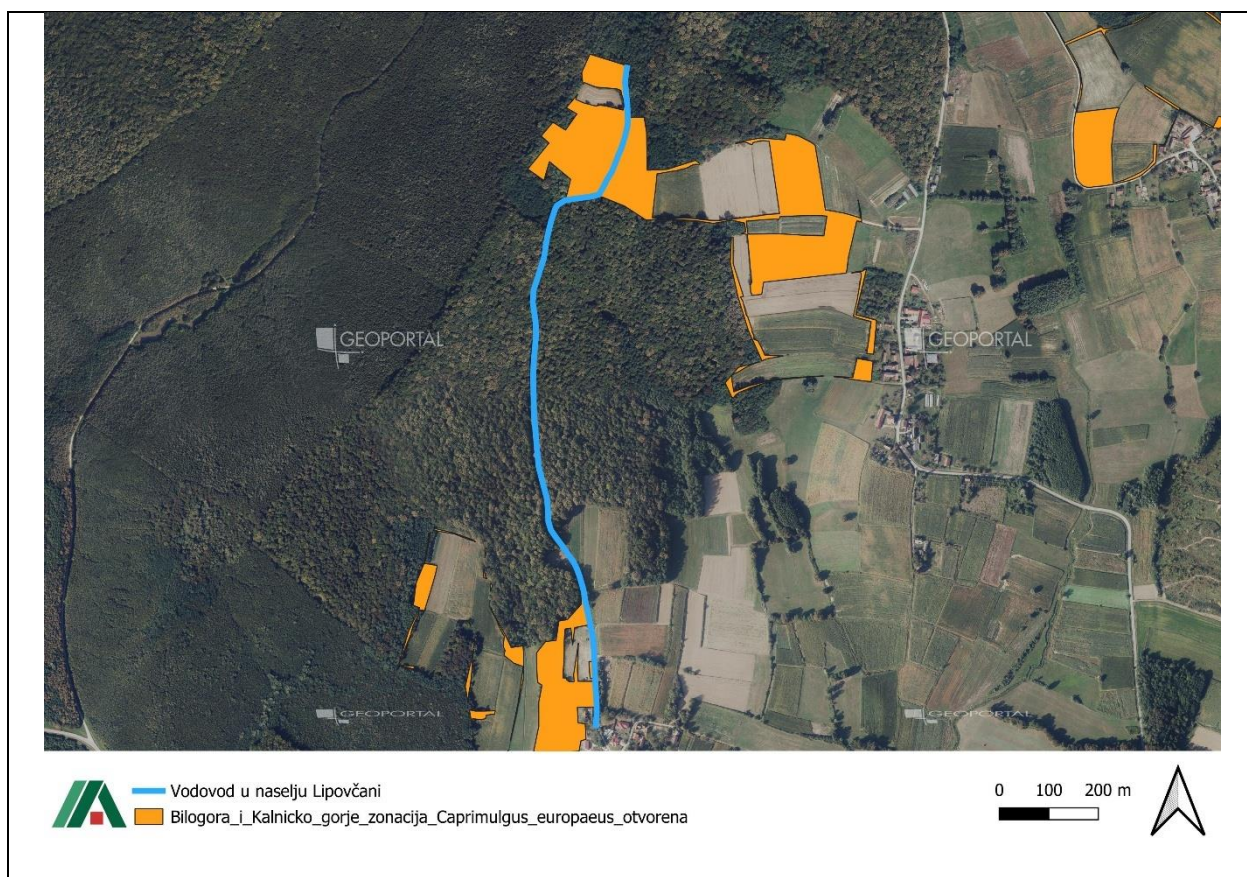 GEOPORTAL
GEOPORTAL
GEOPORTAL
GEOPORTAL
Vodovod u naselju Lipovčani
Bilogora_i_Kalnicko_gorje_zonacija_Caprimulgus_europaeus_otvorena
0 100 200 m